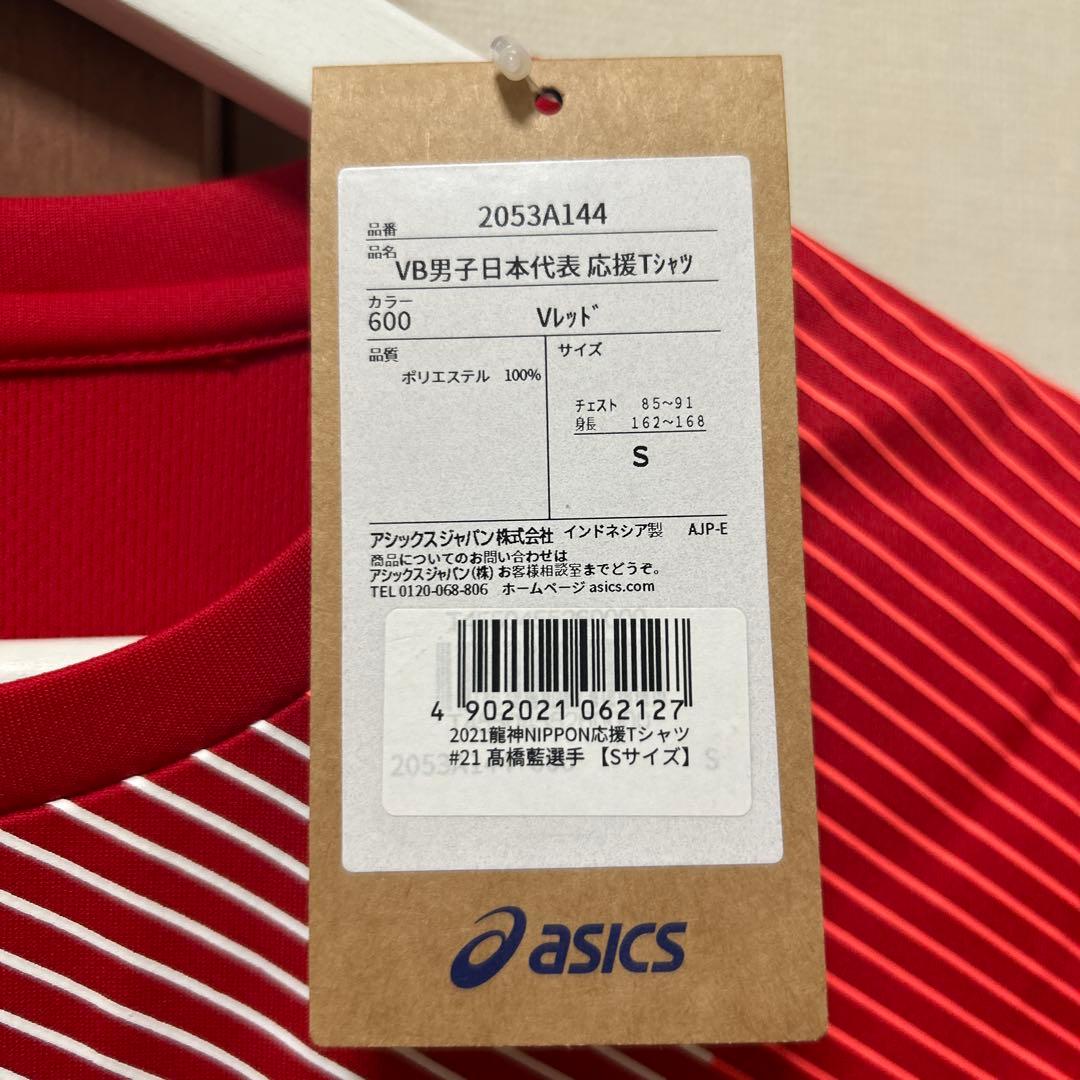 品番 2053A144
品名 VB男子日本代表 応援Tｼｬﾂ
カラー
600 Vﾚｯﾄﾞ
品質
ポリエステル 100%
サイズ
チェスト 85~91
身長 162~168
S
アシックスジャパン株式会社 インドネシア製 AJP-E
商品についてのお問い合わせは
アシックスジャパン(株) お客様相談室までどうぞ。
TEL 0120-068-806 ホームページ asics.com
4 902021 062127
2021龍神NIPPON応援Tシャツ
#21 髙橋藍選手 【Sサイズ】
2053A144 S
asics